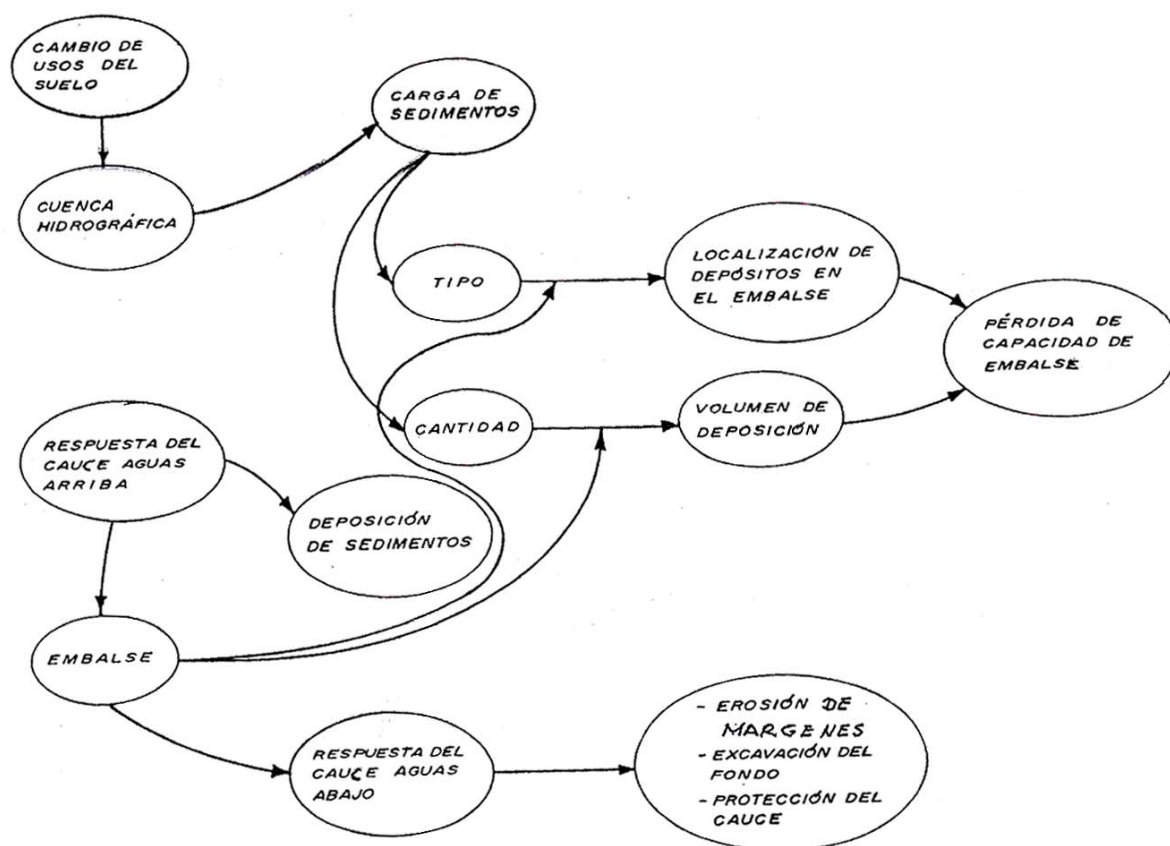 CAMBIO DE
USOS DEL
SUELO
CARGA DE
SEDIMENTOS
CUENCA
HIDROGRÁFICA
TIPO
LOCALIZACIÓN DE
DEPÓSITOS EN
EL EMBALSE
PÉRDIDA DE
CAPACIDAD DE
EMBALSE
CANTIDAD
VOLUMEN DE
DEPOSICIÓN
RESPUESTA DEL
CAUCE AGUAS
ARRIBA
DEPOSICIÓN
DE SEDIMENTOS
EMBALSE
RESPUESTA DEL
CAUCE AGUAS
ABAJO
- EROSIÓN DE
MARGENES
- EXCAVACIÓN DEL
FONDO
- PROTECCIÓN DEL
CAUCE